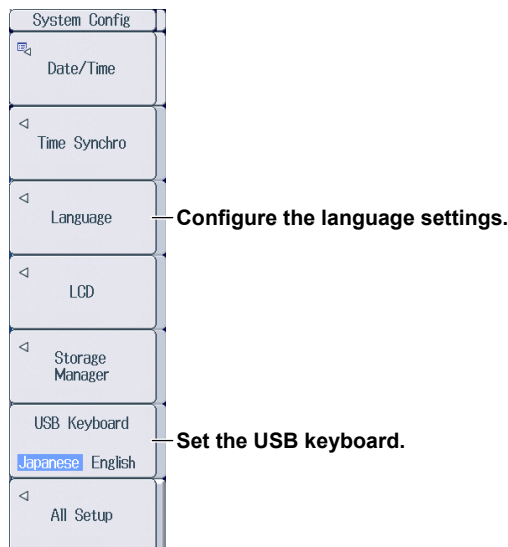 System Config
Date/Time
Time Synchro
Language
Configure the language settings.
LCD
Storage
Manager
USB Keyboard
Set the USB keyboard.
Japanese English
All Setup